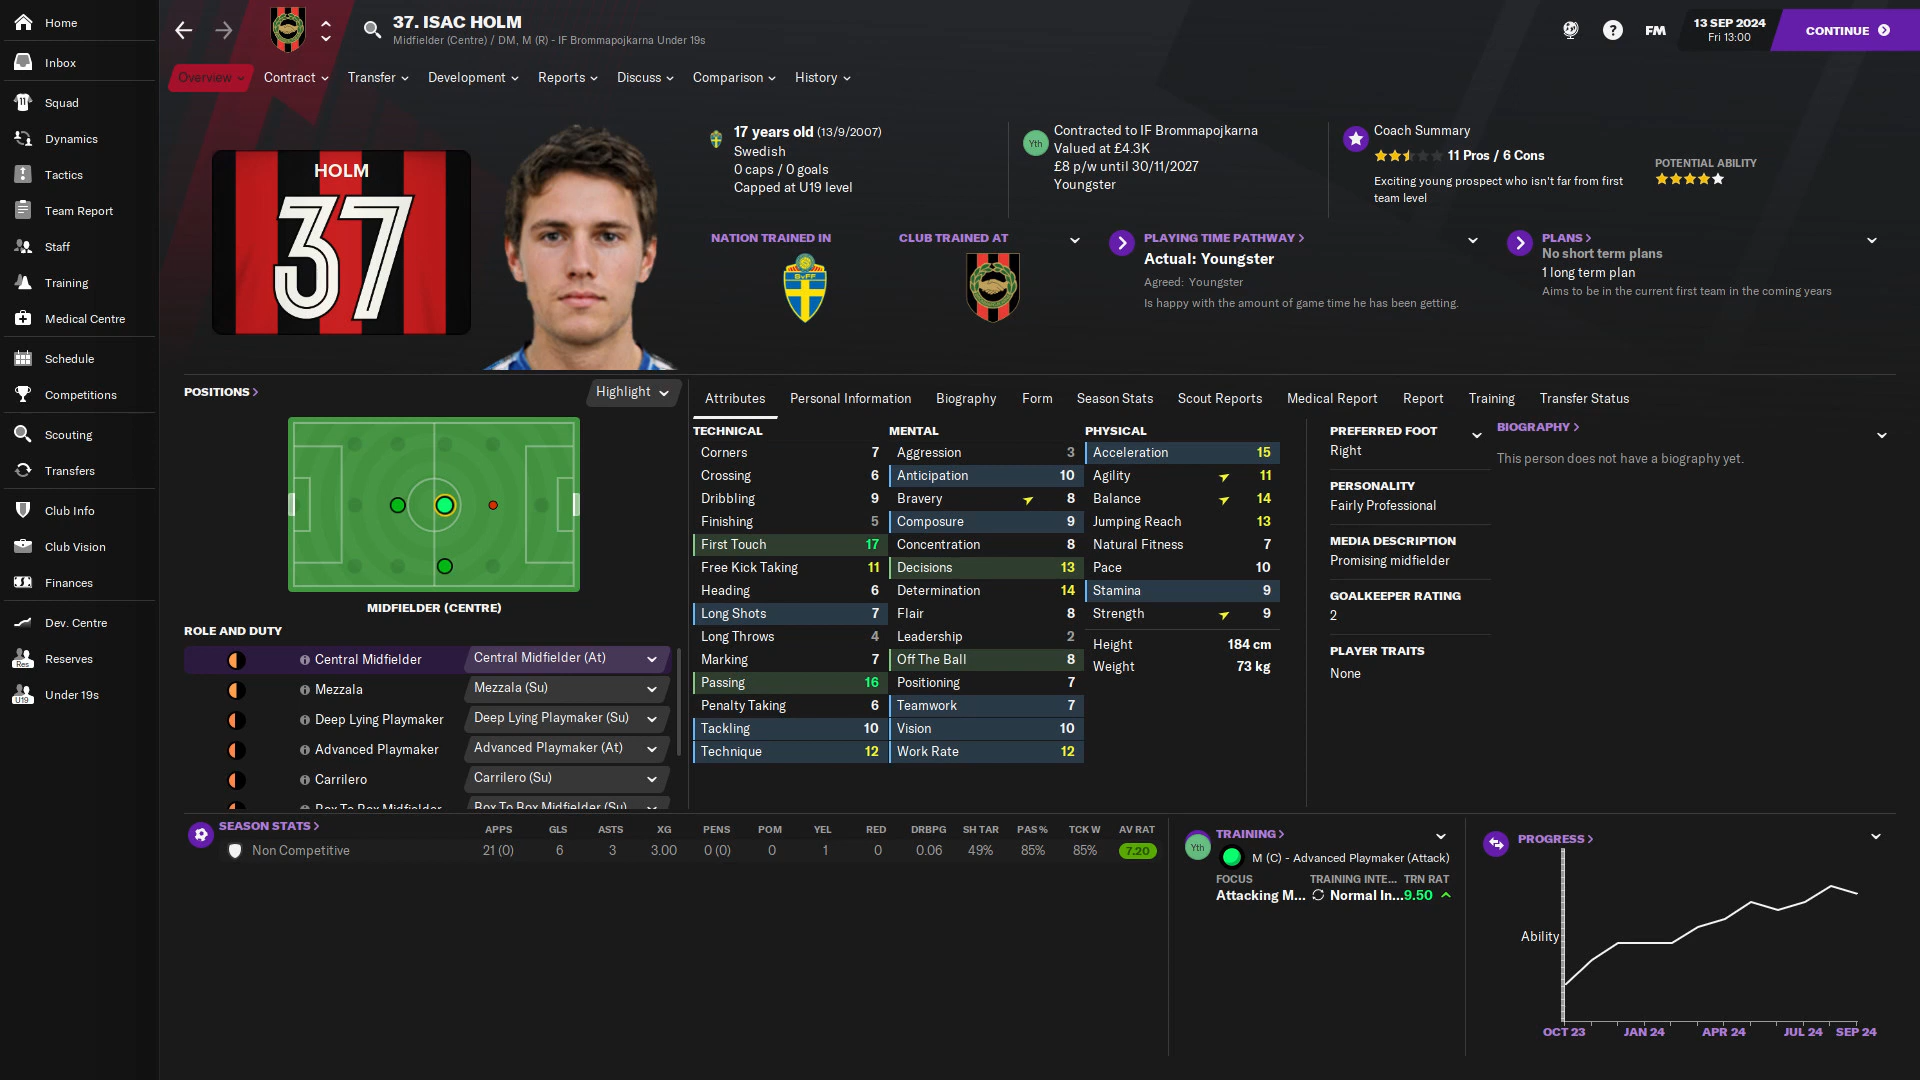 Home
Inbox
Squad
Dynamics
Tactics
Team Report
Staff
Training
Medical Centre
Schedule
Competitions
Scouting
Transfers
Club Info
Club Vision
Finances
Dev. Centre
Reserves
Under 19s
37. ISAC HOLM
Midfielder (Centre) / DM, M (R) - IF Brommapojkarna Under 19s
FM
13 SEP 2024
Fri 13:00
CONTINUE
Overview Contract Transfer Development Reports Discuss Comparison History
HOLM
37
17 years old (13/9/2007)
Swedish
0 caps / 0 goals
Capped at U19 level
Yth
Contracted to IF Brommapojkarna
Valued at £4.3K
£8 p/w until 30/11/2027
Youngster
Coach Summary
11 Pros / 6 Cons
Exciting young prospect who isn't far from first
team level
POTENTIAL ABILITY
NATION TRAINED IN
CLUB TRAINED AT
PLAYING TIME PATHWAY >
Actual: Youngster
Agreed: Youngster
Is happy with the amount of game time he has been getting.
PLANS >
No short term plans
1 long term plan
Aims to be in the current first team in the coming years
POSITIONS >
Highlight
MIDFIELDER (CENTRE)
ROLE AND DUTY
Central Midfielder Central Midfielder (At)
Mezzala Mezzala (Su)
Deep Lying Playmaker Deep Lying Playmaker (Su)
Advanced Playmaker Advanced Playmaker (At)
Carrilero Carrilero (Su)
Box To Box Midfielder Box To Box Midfielder (Su)
Attributes Personal Information Biography Form Season Stats Scout Reports Medical Report Report Training Transfer Status
TECHNICAL
Corners 7
Crossing 6
Dribbling 9
Finishing 5
First Touch 17
Free Kick Taking 11
Heading 6
Long Shots 7
Long Throws 4
Marking 7
Passing 16
Penalty Taking 6
Tackling 10
Technique 12
MENTAL
Aggression 3
Anticipation 10
Bravery 8
Composure 9
Concentration 8
Decisions 13
Determination 14
Flair 8
Leadership 2
Off The Ball 8
Positioning 7
Teamwork 7
Vision 10
Work Rate 12
PHYSICAL
Acceleration 15
Agility 11
Balance 14
Jumping Reach 13
Natural Fitness 7
Pace 10
Stamina 9
Strength 9
Height 184 cm
Weight 73 kg
PREFERRED FOOT
Right
PERSONALITY
Fairly Professional
MEDIA DESCRIPTION
Promising midfielder
GOALKEEPER RATING
2
PLAYER TRAITS
None
BIOGRAPHY >
This person does not have a biography yet.
SEASON STATS > APPS GLS ASTS XG PENS POM YEL RED DRBPG SH TAR PAS % TCK W AV RAT
Non Competitive 21 (0) 6 3 3.00 0 (0) 0 1 0 0.06 49% 85% 85% 7.20
Yth
TRAINING >
M (C) - Advanced Playmaker (Attack)
FOCUS TRAINING INTE... TRN RAT
Attacking M... Normal In... 9.50
PROGRESS >
Ability
OCT 23 JAN 24 APR 24 JUL 24 SEP 24